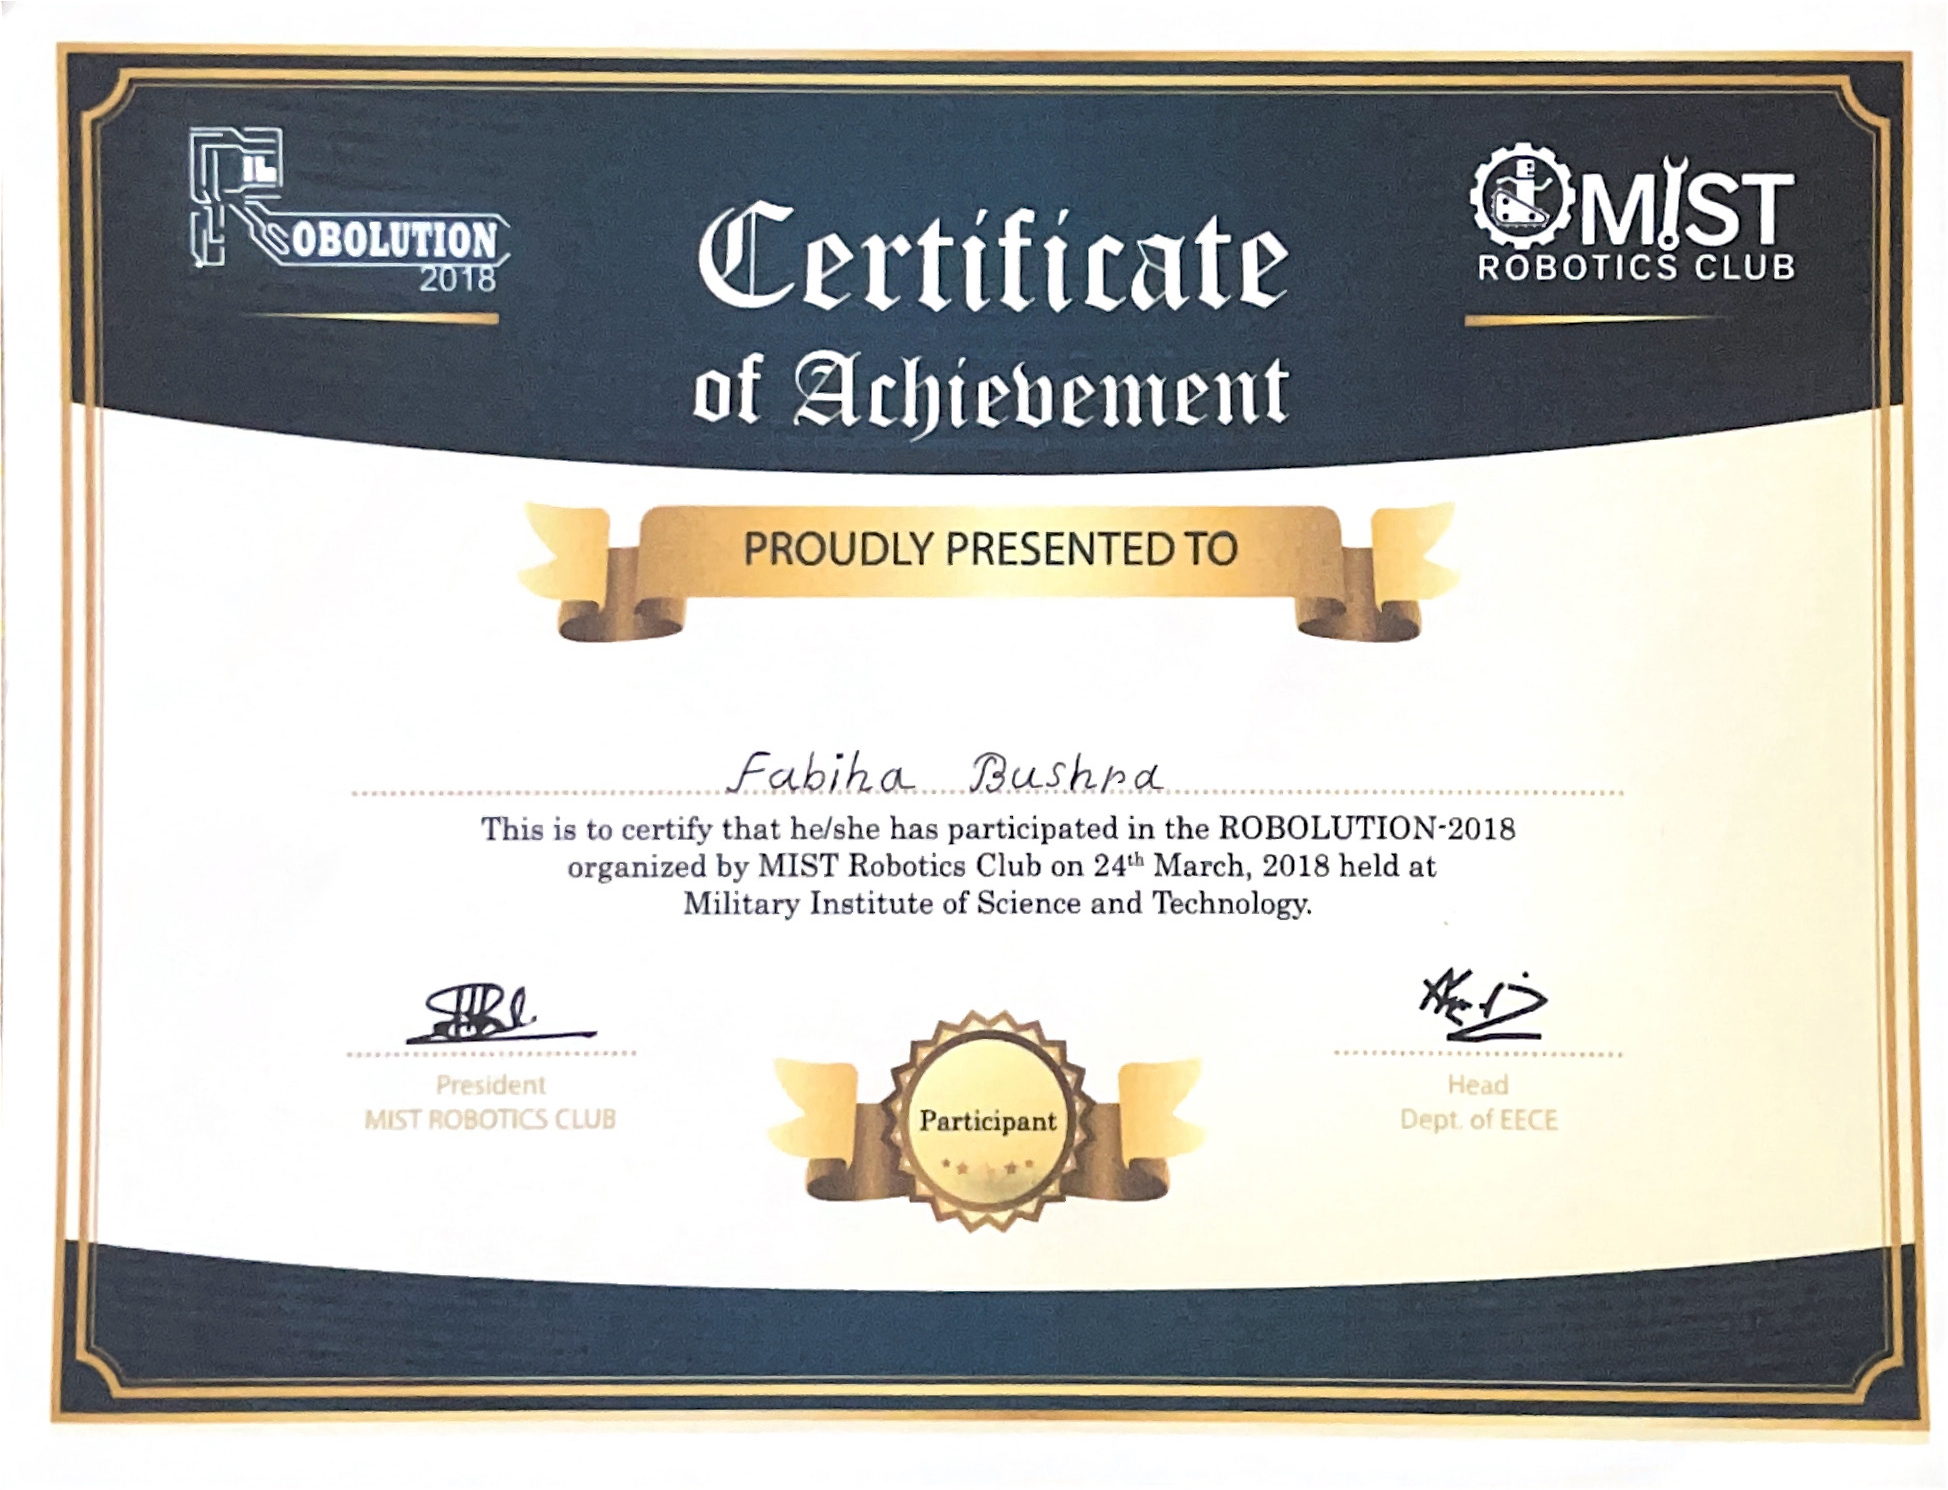 ROBOLUTION
2018
MIST
ROBOTICS CLUB
Certificate
of Achievement
PROUDLY PRESENTED TO
Fabiha Bushra
This is to certify that he/she has participated in the ROBOLUTION-2018
organized by MIST Robotics Club on 24th March, 2018 held at
Military Institute of Science and Technology.
President
MIST ROBOTICS CLUB
Participant
Head
Dept. of EECE